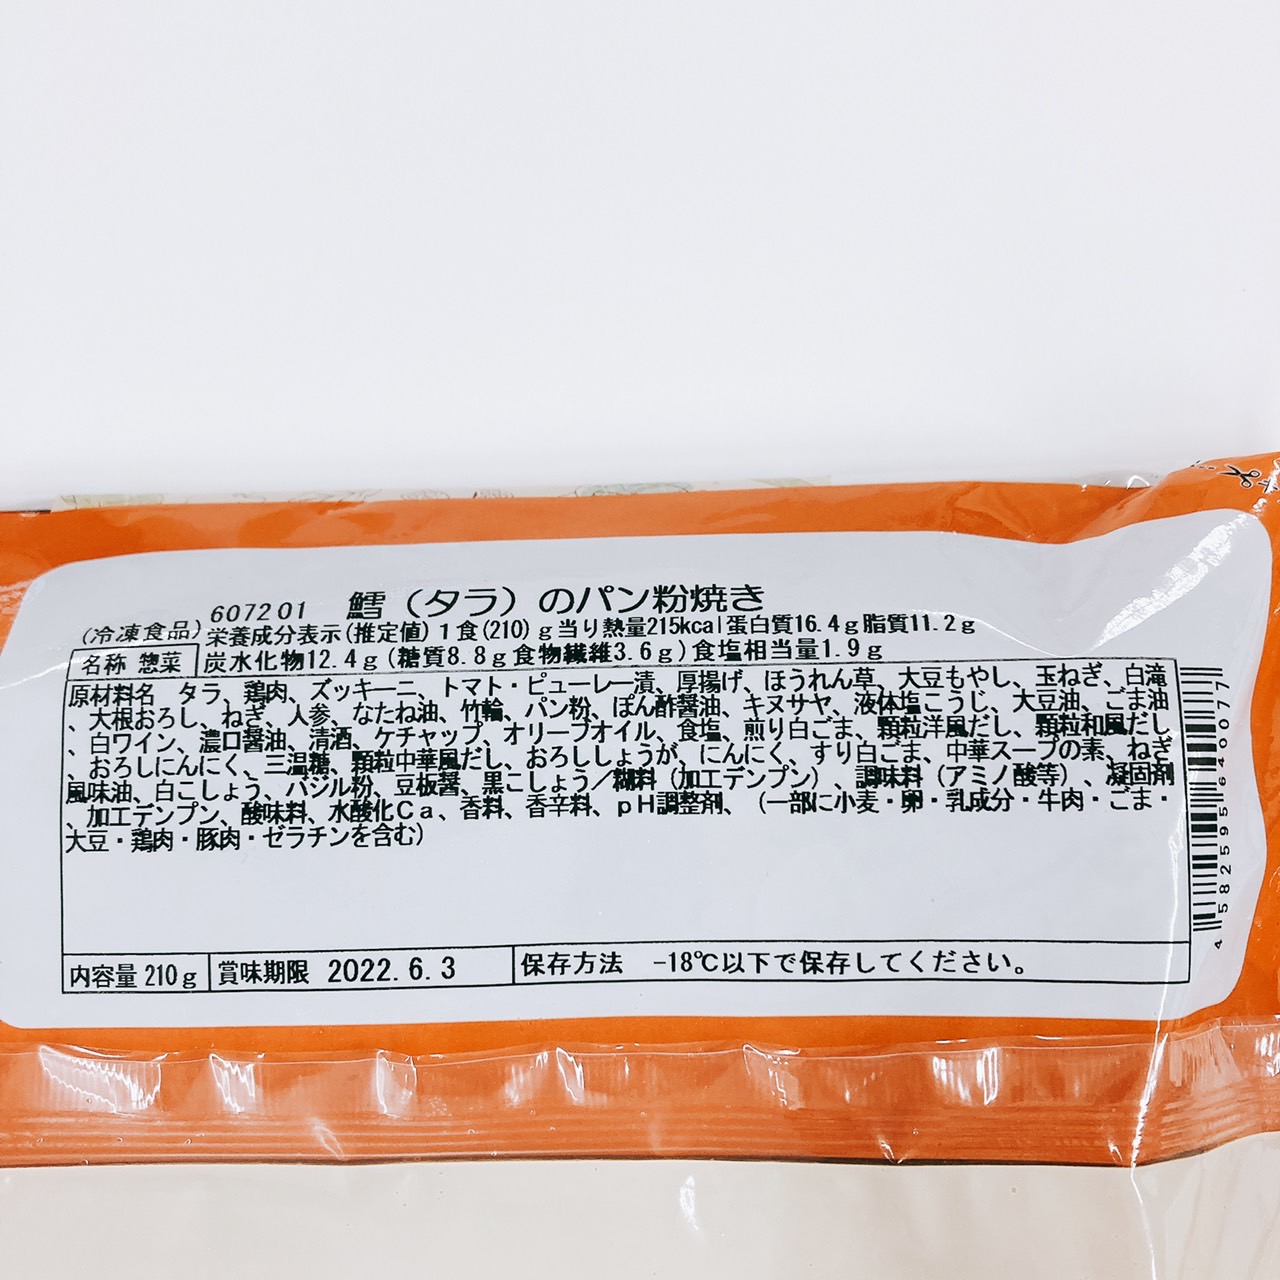 607201 鱈（タラ）のパン粉焼き
(冷凍食品) 栄養成分表示(推定値)１食(210)ｇ当り熱量215kcal蛋白質16.4ｇ脂質11.2ｇ
名称 惣菜 炭水化物12.4ｇ(糖質8.8ｇ食物繊維3.6ｇ)食塩相当量1.9ｇ
原材料名 タラ、鶏肉、ズッキーニ、トマト・ピューレー漬、厚揚げ、ほうれん草、大豆もやし、玉ねぎ、白滝
、大根おろし、ねぎ、人参、なたね油、竹輪、パン粉、ぽん酢醤油、キヌサヤ、液体塩こうじ、大豆油、ごま油
、白ワイン、濃口醤油、清酒、ケチャップ、オリーブオイル、食塩、煎り白ごま、顆粒洋風だし、顆粒和風だし
、おろしにんにく、三温糖、顆粒中華風だし、おろししょうが、にんにく、すり白ごま、中華スープの素、ねぎ
風味油、白こしょう、バジル粉、豆板醤、黒こしょう／糊料（加工デンプン）、調味料（アミノ酸等）、凝固剤
、加工デンプン、酸味料、水酸化Ｃａ、香料、香辛料、ｐＨ調整剤、（一部に小麦・卵・乳成分・牛肉・ごま・
大豆・鶏肉・豚肉・ゼラチンを含む）
内容量 210ｇ 賞味期限 2022.6.3 保存方法 -18℃以下で保存してください。
4 582595 649077